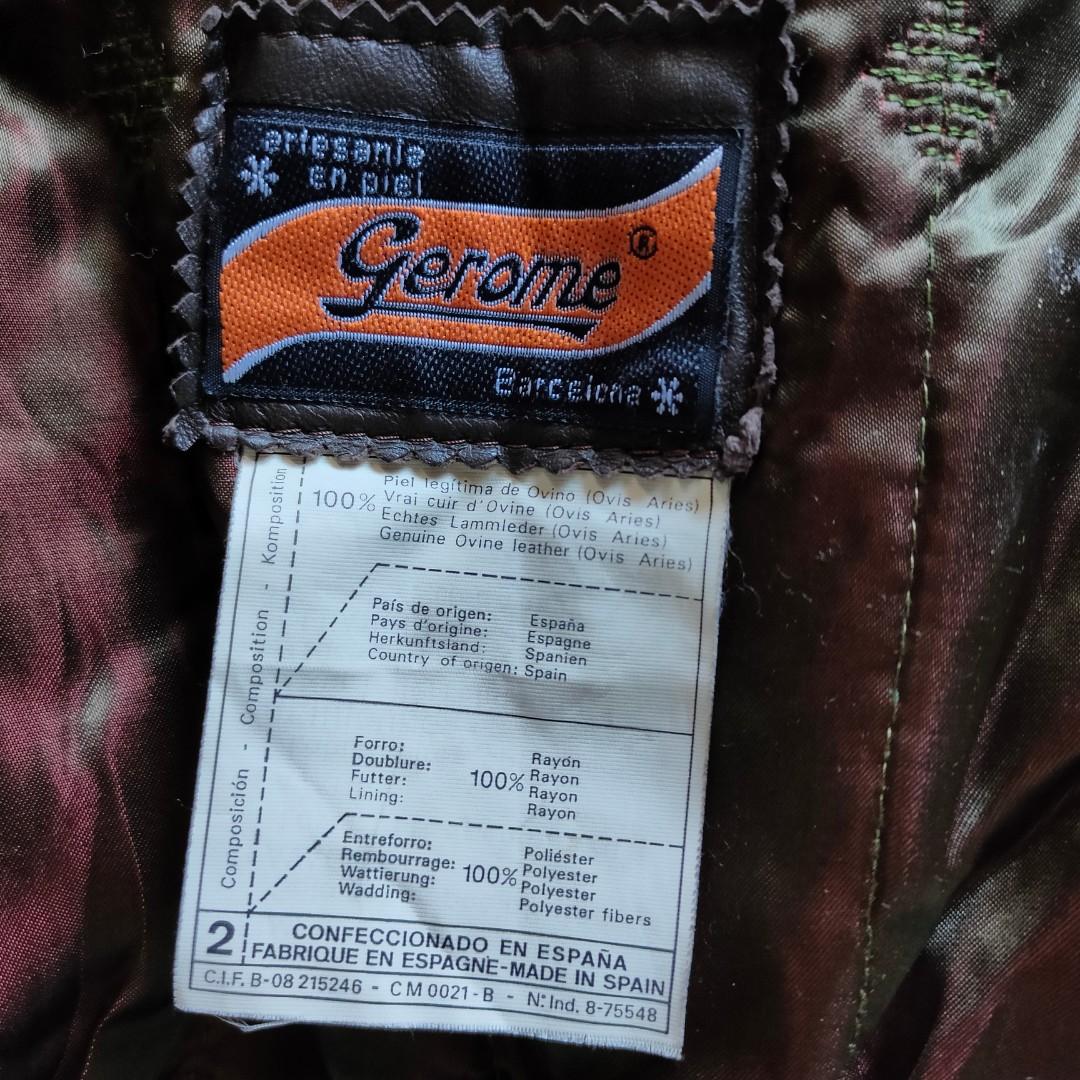 artesanía
en piel
Gerome ®
Barcelona
Composición - Composition - Komposition
100%
Piel legítima de Ovino (Ovis Aries)
Vrai cuir d'Ovine (Ovis Aries)
Echtes Lammleder (Ovis Aries)
Genuine Ovine leather (Ovis Aries)
País de origen: España
Pays d'origine: Espagne
Herkunftsland: Spanien
Country of origen: Spain
Forro: Rayón
Doublure: Rayon
Futter: 100% Rayon
Lining: Rayon
Entreforro: Poliéster
Rembourrage: Polyester
Wattierung: 100% Polyester
Wadding: Polyester fibers
2
CONFECCIONADO EN ESPAÑA
FABRIQUE EN ESPAGNE-MADE IN SPAIN
C.I.F. B-08 215246 - CM 0021-B - N.º Ind. 8-75548